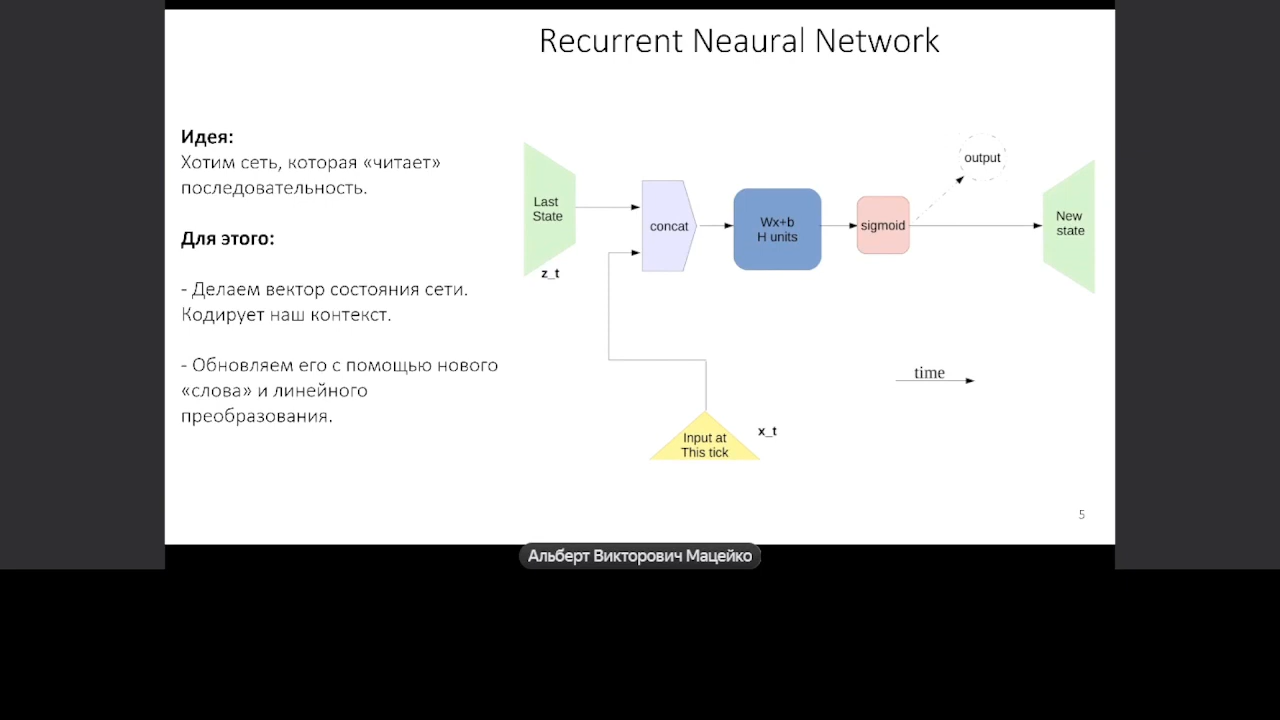 Recurrent Neaural Network
Идея:
Хотим сеть, которая «читает»
последовательность.
Для этого:
- Делаем вектор состояния сети.
Кодирует наш контекст.
- Обновляем его с помощью нового
«слова» и линейного
преобразования.
Last
State
z_t
concat
Wx+b
H units
sigmoid
output
New
state
time
Input at
This tick
x_t
5
Альберт Викторович Мацейко